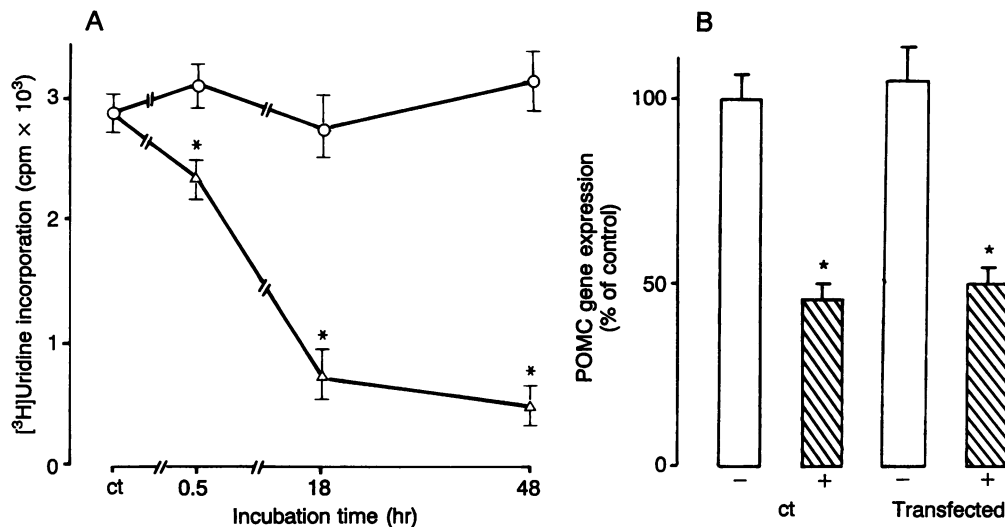 A
[³H]Uridine incorporation (cpm × 10³)
3
2
1
0
* * * 
ct 0.5 18 48
Incubation time (hr)
B
POMC gene expression
(% of control)
100
50
0
* *
− + − +
ct Transfected